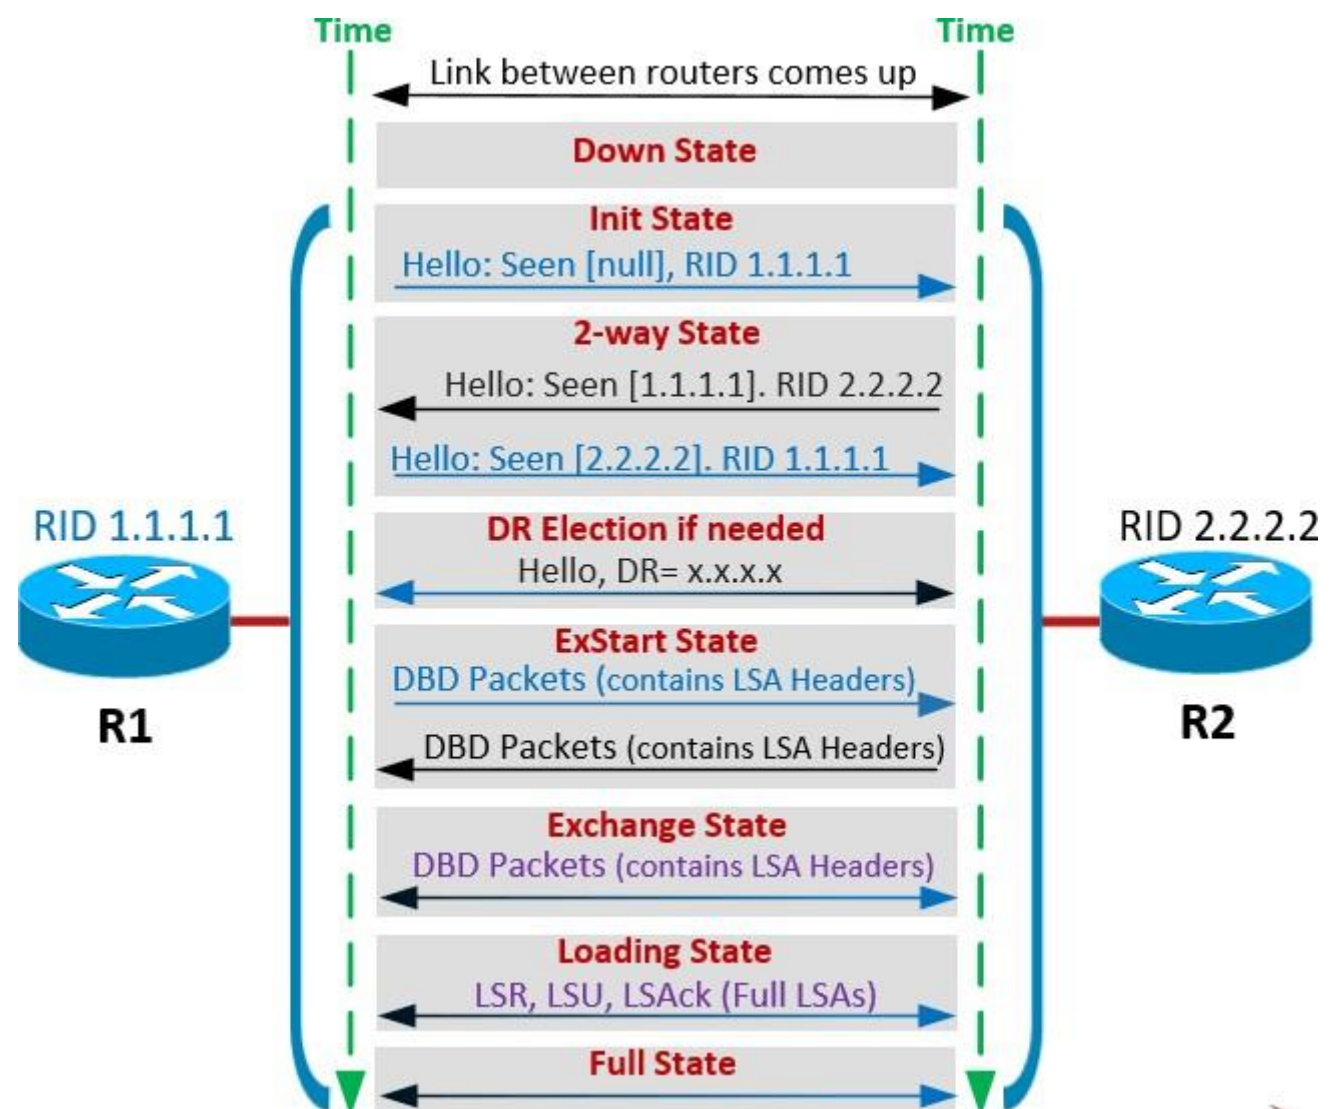 Time Time
Link between routers comes up
Down State
Init State
Hello: Seen [null], RID 1.1.1.1
2-way State
Hello: Seen [1.1.1.1]. RID 2.2.2.2
Hello: Seen [2.2.2.2]. RID 1.1.1.1
RID 1.1.1.1
R1
DR Election if needed
Hello, DR= x.x.x.x
RID 2.2.2.2
R2
ExStart State
DBD Packets (contains LSA Headers)
DBD Packets (contains LSA Headers)
Exchange State
DBD Packets (contains LSA Headers)
Loading State
LSR, LSU, LSAck (Full LSAs)
Full State